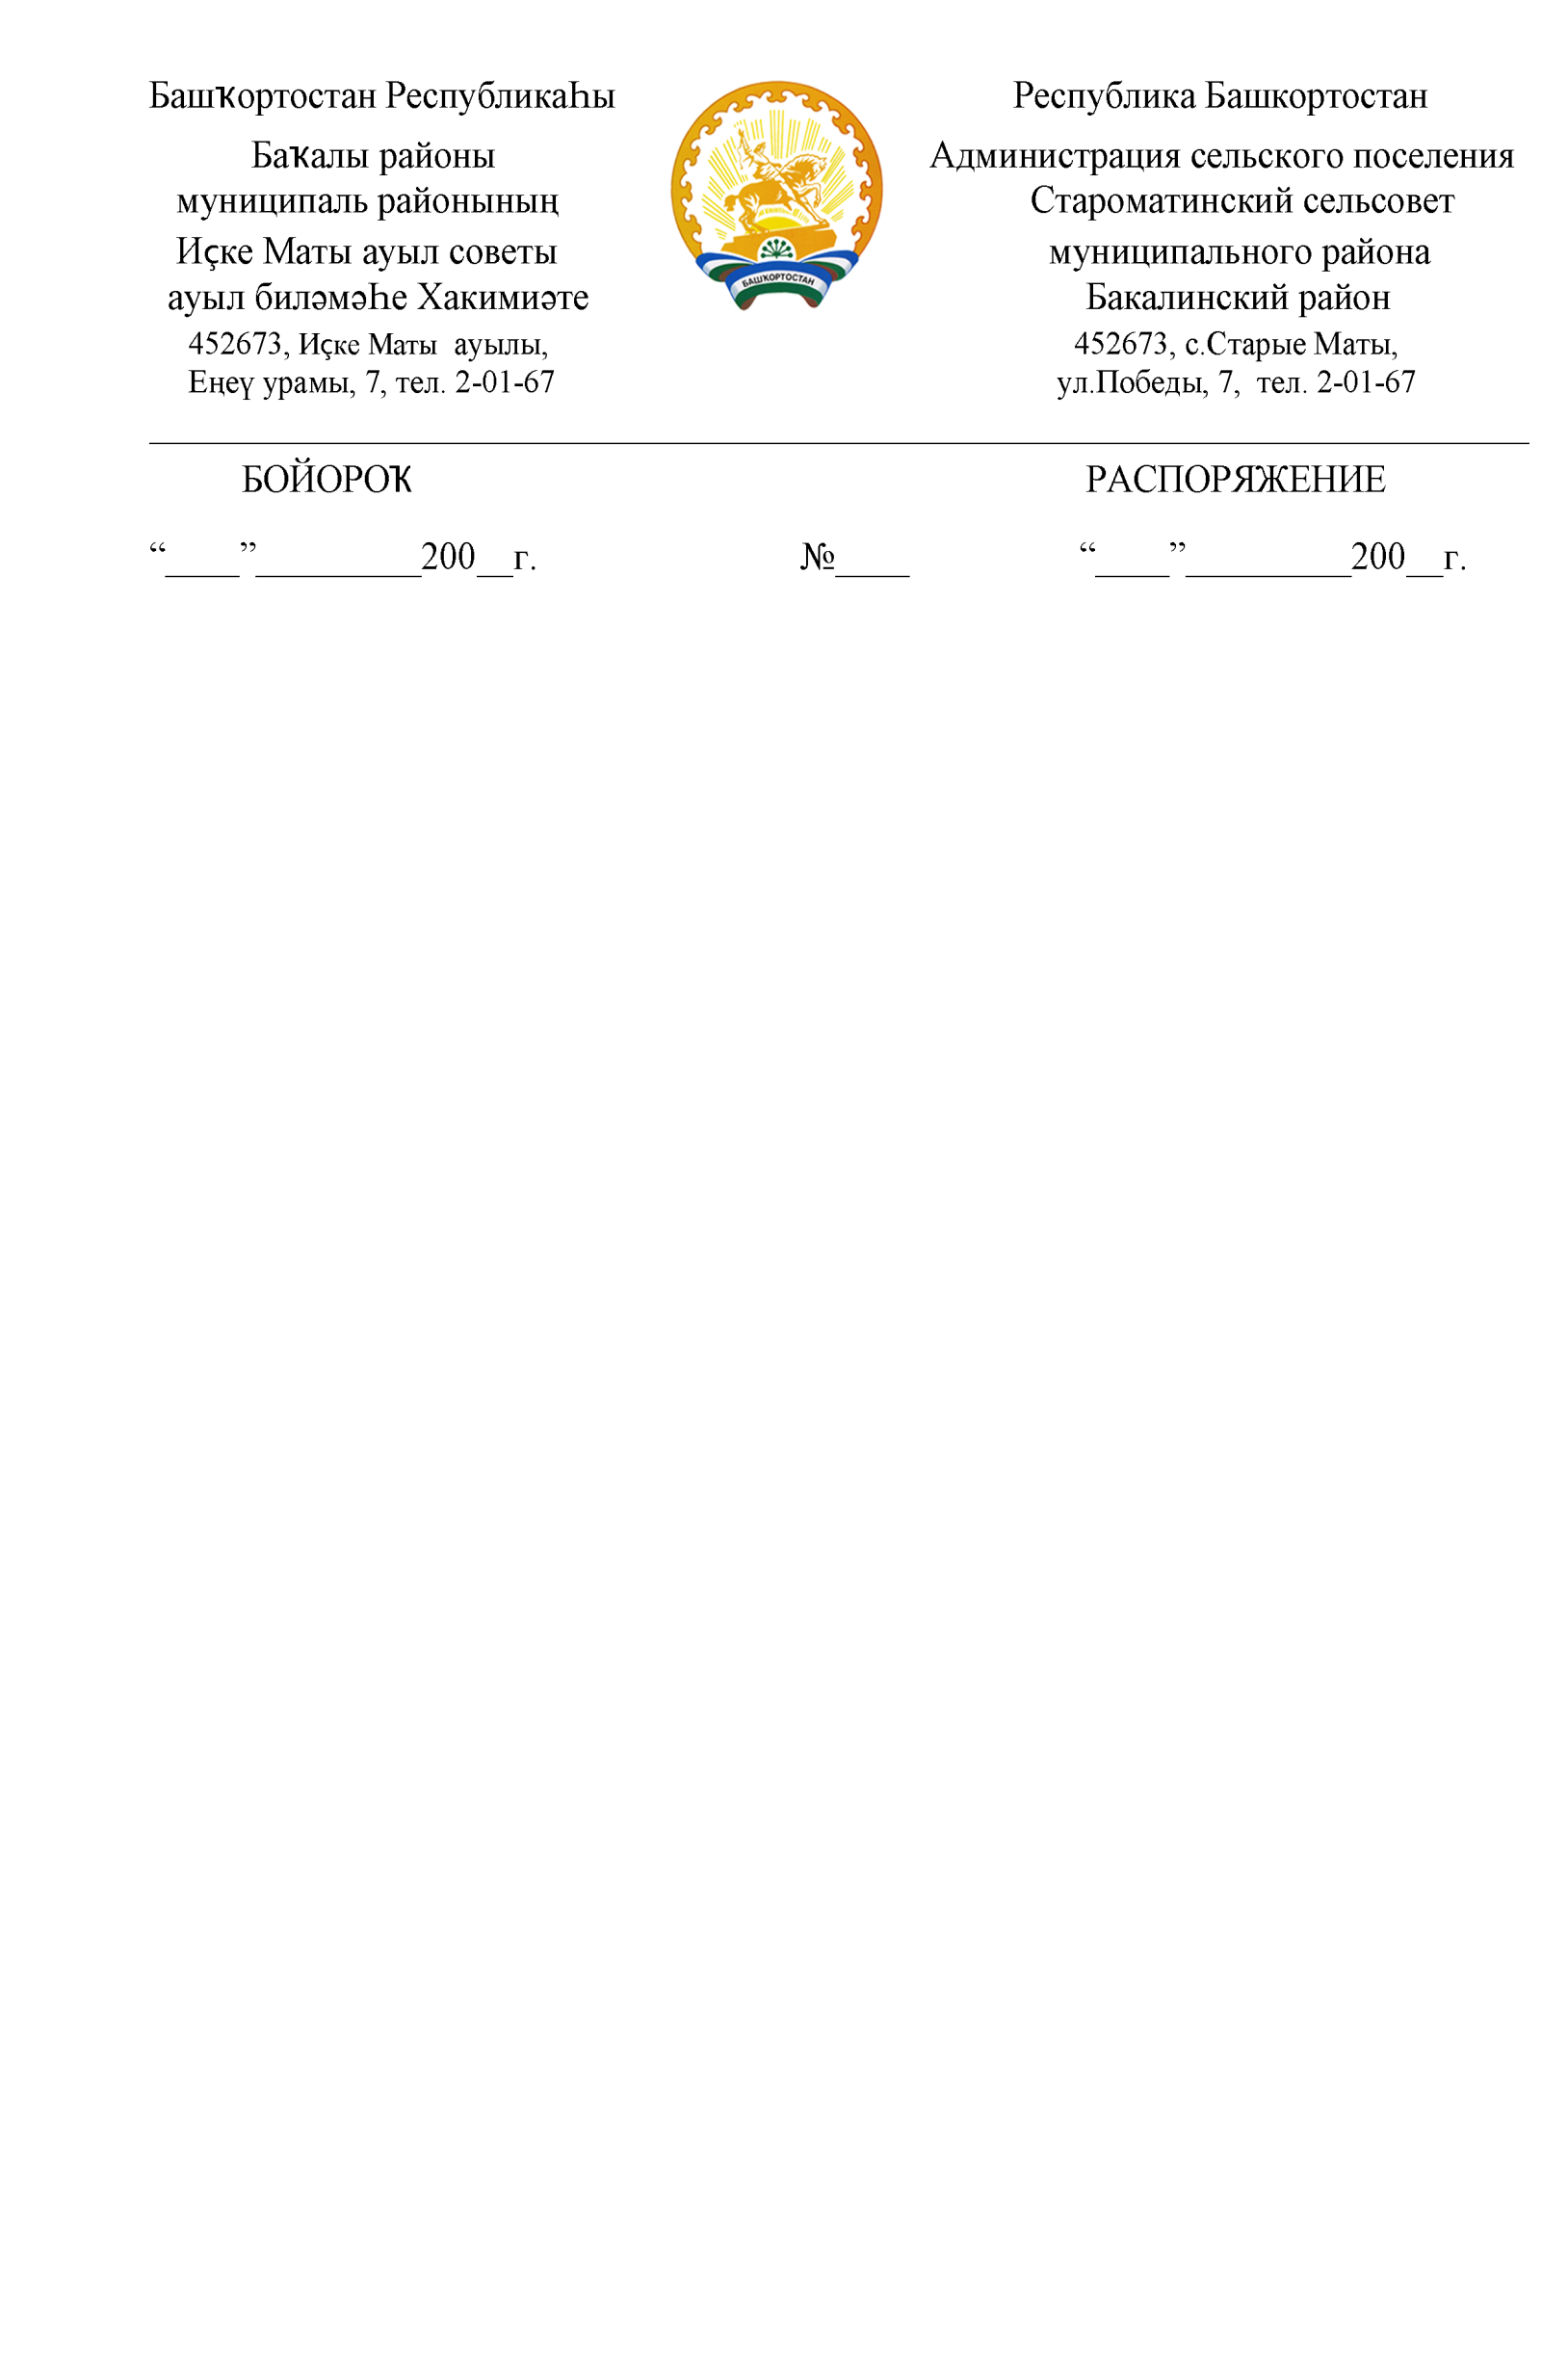 Башҡортостан Республикаһы
Баҡалы районы
муниципаль районының
Иҫке Маты ауыл советы
ауыл биләмәһе Хакимиәте
452673, Иҫке Маты  ауылы,
Еңеү урамы, 7, тел. 2-01-67
БАШҠОРТОСТАН
Республика Башкортостан
Администрация сельского поселения
Староматинский сельсовет
муниципального района
Бакалинский район
452673, с.Старые Маты,
ул.Победы, 7,  тел. 2-01-67
БОЙОРОҠ
РАСПОРЯЖЕНИЕ
“____”_________200__г.
№____
“____”_________200__г.